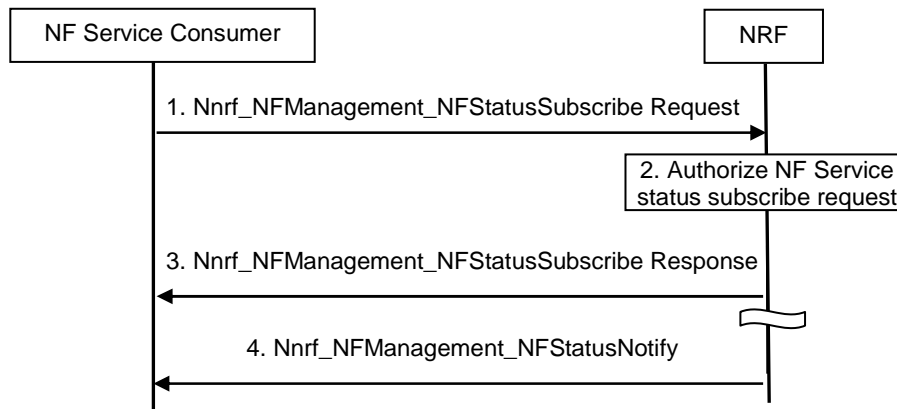 NF Service Consumer
NRF
1. Nnrf_NFManagement_NFStatusSubscribe Request
2. Authorize NF Service
status subscribe request
3. Nnrf_NFManagement_NFStatusSubscribe Response
4. Nnrf_NFManagement_NFStatusNotify